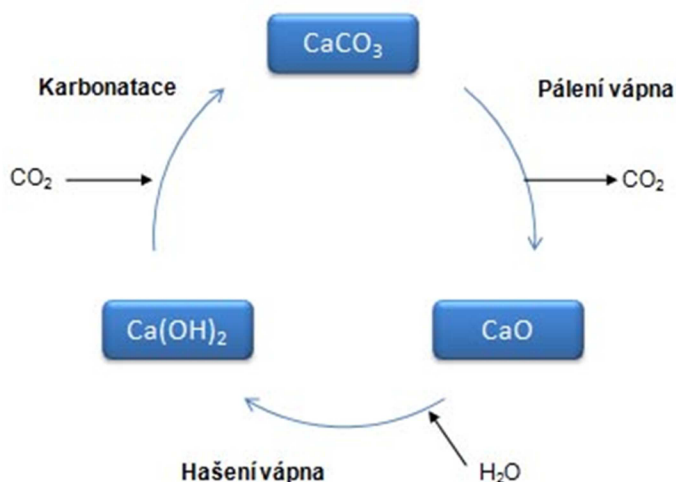 CaCO₃
Karbonatace
Pálení vápna
CO₂
CO₂
Ca(OH)₂
CaO
Hašení vápna
H₂O